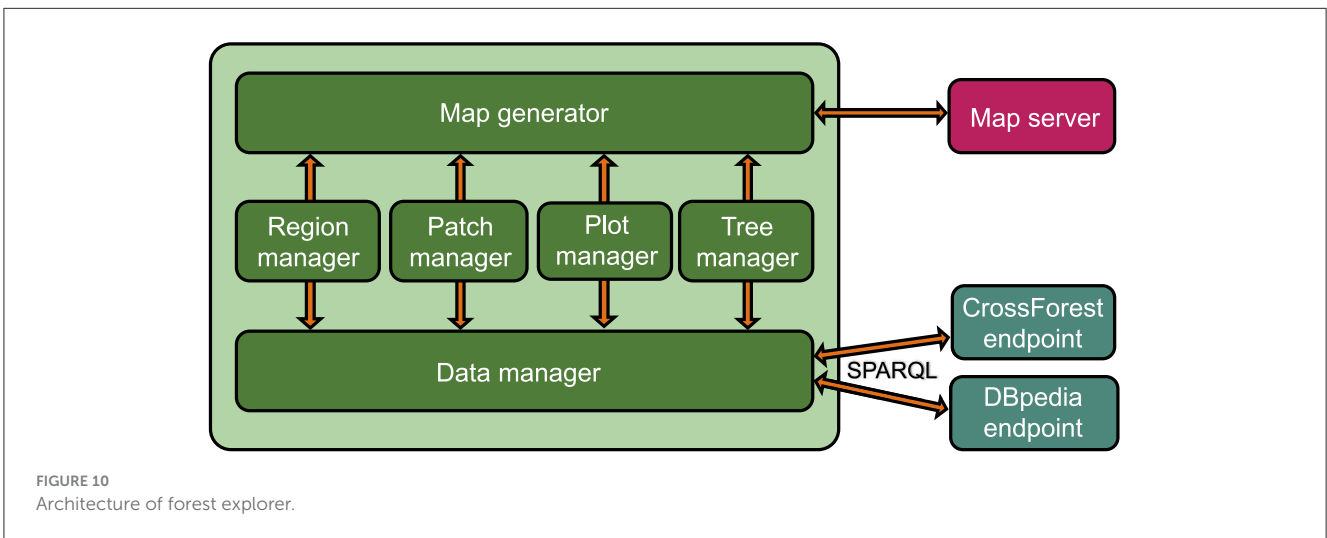 Map generator
Map server
Region
manager
Patch
manager
Plot
manager
Tree
manager
Data manager
SPARQL
CrossForest
endpoint
DBpedia
endpoint
FIGURE 10
Architecture of forest explorer.